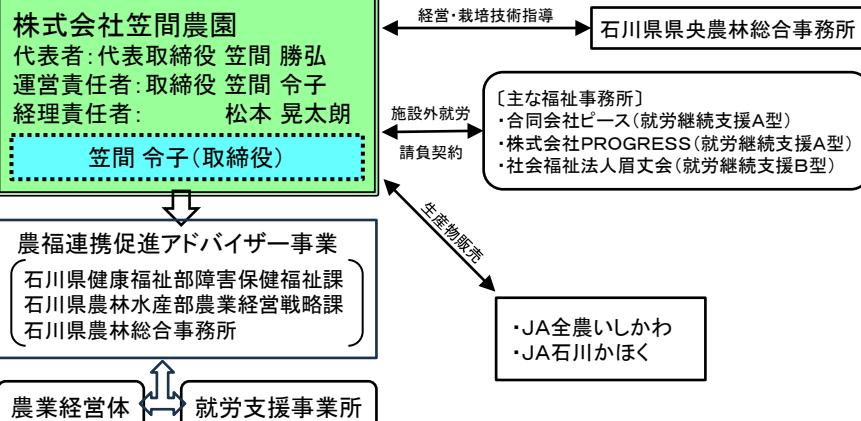 株式会社笠間農園
代表者：代表取締役 笠間 勝弘
運営責任者：取締役 笠間 令子
経理責任者： 松本 晃太朗
笠間 令子（取締役）
経営・栽培技術指導
石川県県央農林総合事務所
施設外就労
請負契約
〔主な福祉事務所〕
・合同会社ピース（就労継続支援A型）
・株式会社PROGRESS（就労継続支援A型）
・社会福祉法人眉丈会（就労継続支援B型）
生産物販売
・JA全農いしかわ
・JA石川かほく
農福連携促進アドバイザー事業
石川県健康福祉部障害保健福祉課
石川県農林水産部農業経営戦略課
石川県農林総合事務所
農業経営体
就労支援事業所